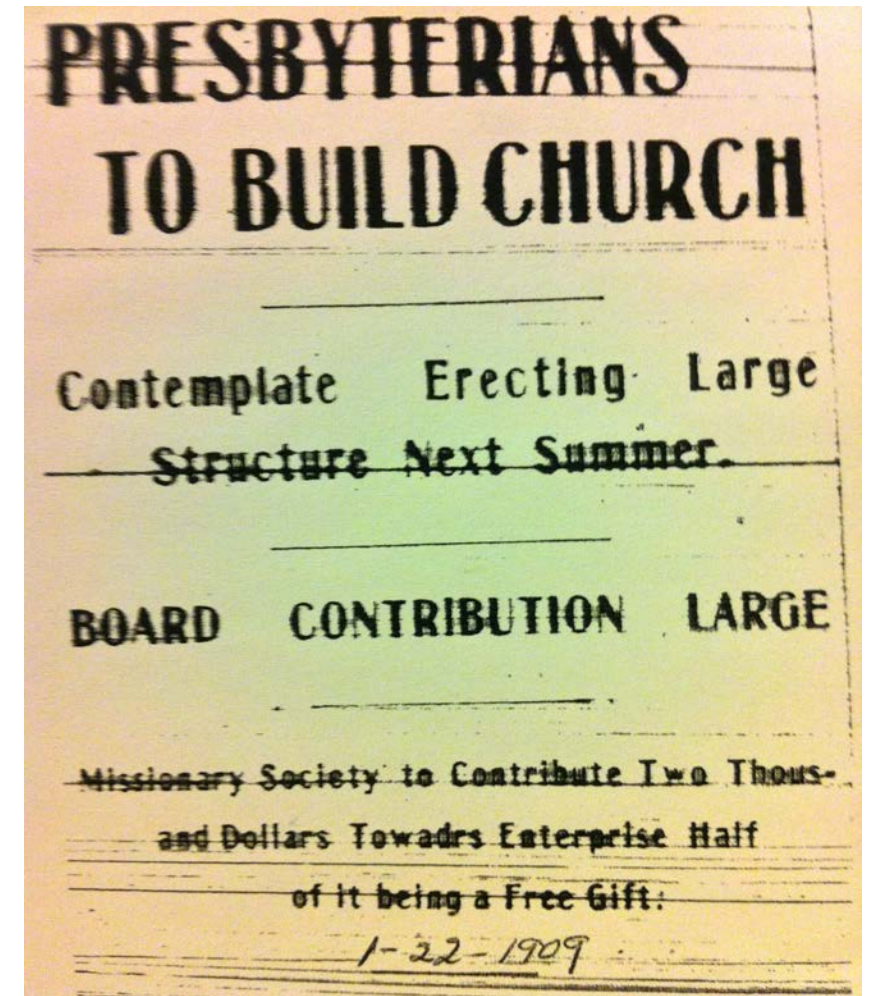 PRESBYTERIANS
TO BUILD CHURCH
Contemplate Erecting Large
Structure Next Summer.
BOARD CONTRIBUTION LARGE
Missionary Society to Contribute Two Thous-
and Dollars Towadrs Enterprise Half
of it being a Free Gift.
1-22-1909